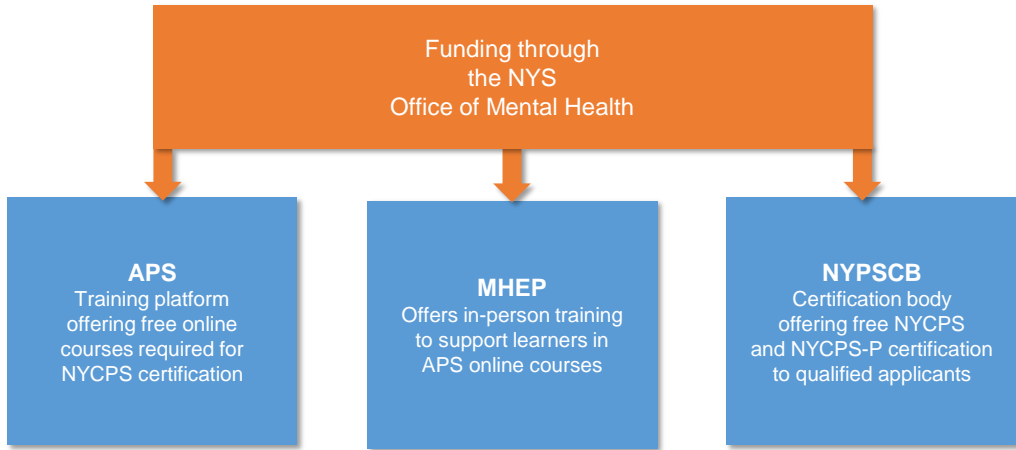 Funding through
the NYS
Office of Mental Health
APS
Training platform
offering free online
courses required for
NYCPS certification
MHEP
Offers in-person training
to support learners in
APS online courses
NYPSCB
Certification body
offering free NYCPS
and NYCPS-P certification
to qualified applicants